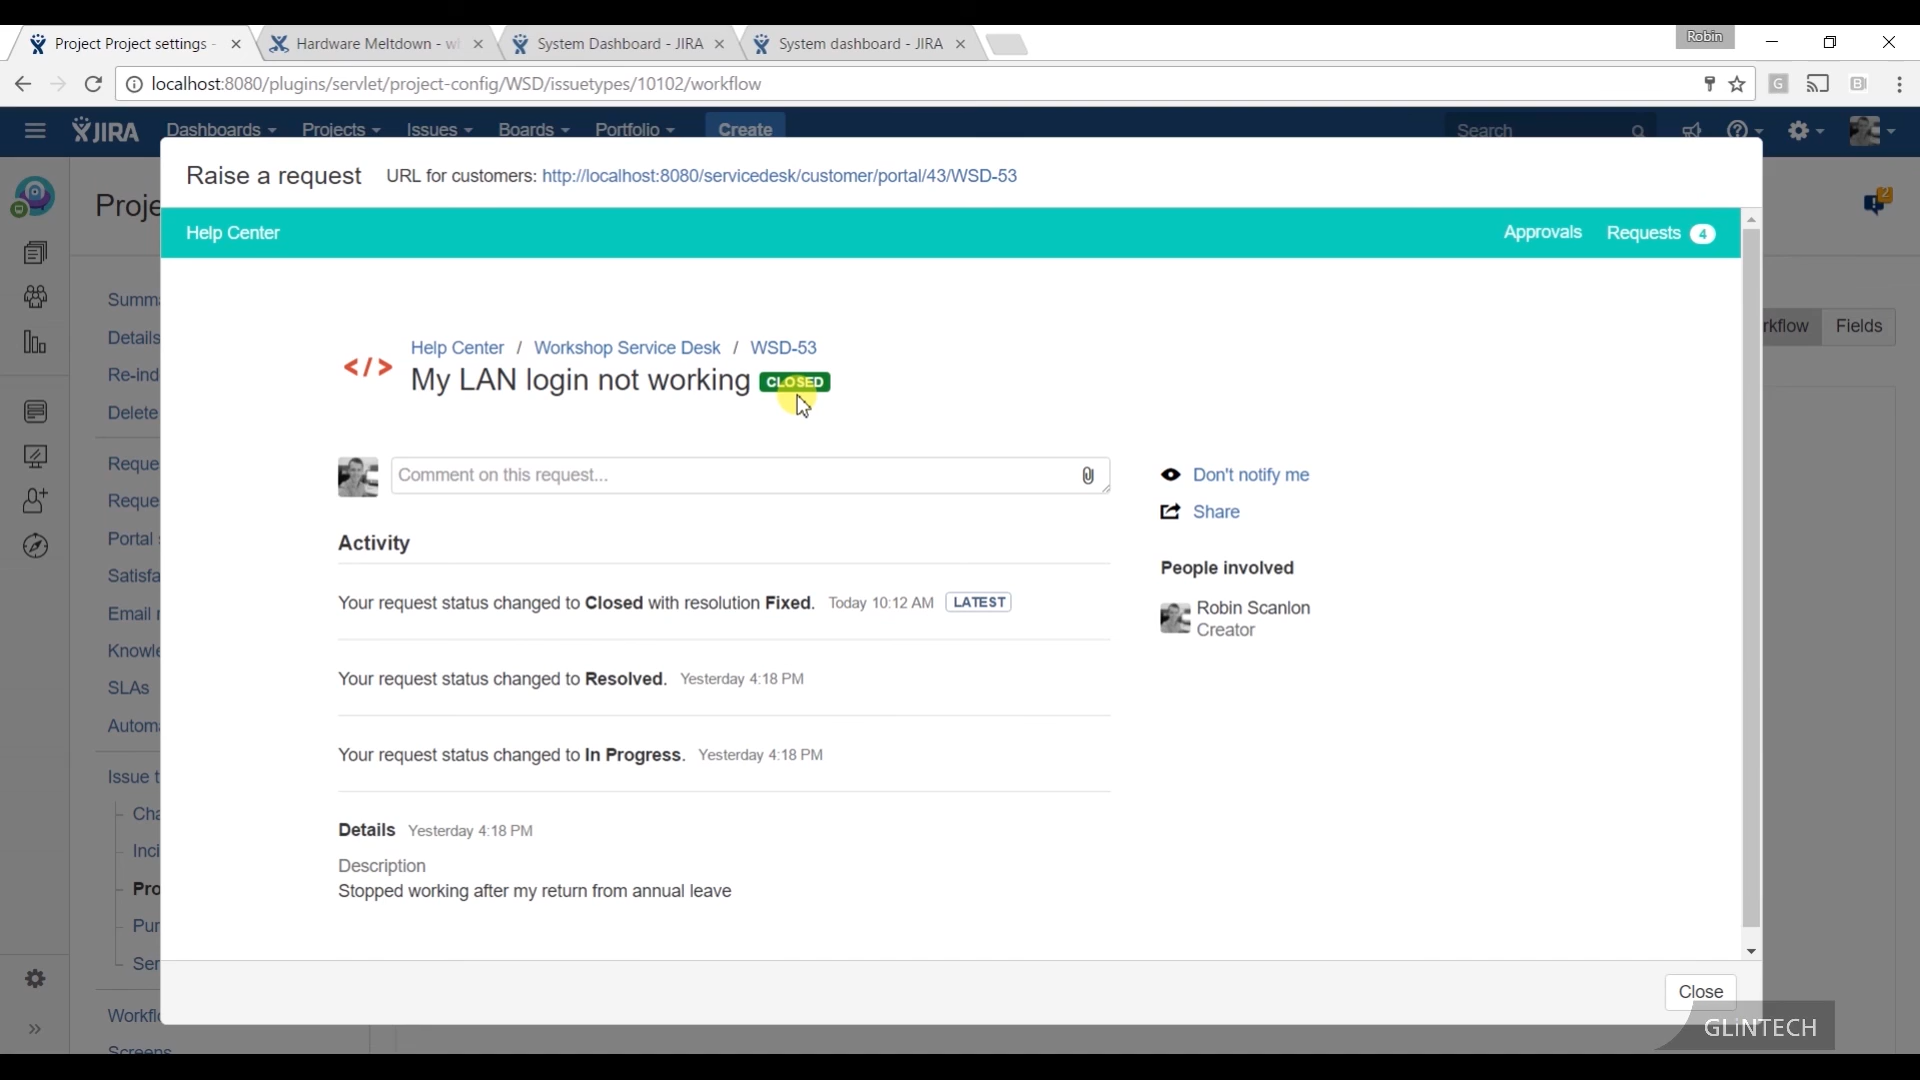 Project Project settings -
Hardware Meltdown - w
System Dashboard - JIRA
System dashboard - JIRA
Robin
localhost:8080/plugins/servlet/project-config/WSD/issuetypes/10102/workflow
JIRA
Dashboards
Projects
Issues
Boards
Portfolio
Create
Search
Raise a request
URL for customers: http://localhost:8080/servicedesk/customer/portal/43/WSD-53
Proje
2
Help Center
Approvals
Requests 4
Summa
Details
Re-ind
Delete
Reque
Reque
Portal s
Satisfa
Email r
Knowle
SLAs
Automa
Issue t
Cha
Inci
Pro
Pur
Ser
Workflo
Screens
rkflow
Fields
Help Center / Workshop Service Desk / WSD-53
</>
My LAN login not working CLOSED
Comment on this request...
Don't notify me
Share
Activity
People involved
Your request status changed to Closed with resolution Fixed. Today 10:12 AM LATEST
Robin Scanlon
Creator
Your request status changed to Resolved. Yesterday 4:18 PM
Your request status changed to In Progress. Yesterday 4:18 PM
Details Yesterday 4:18 PM
Description
Stopped working after my return from annual leave
Close
GLiNTECH